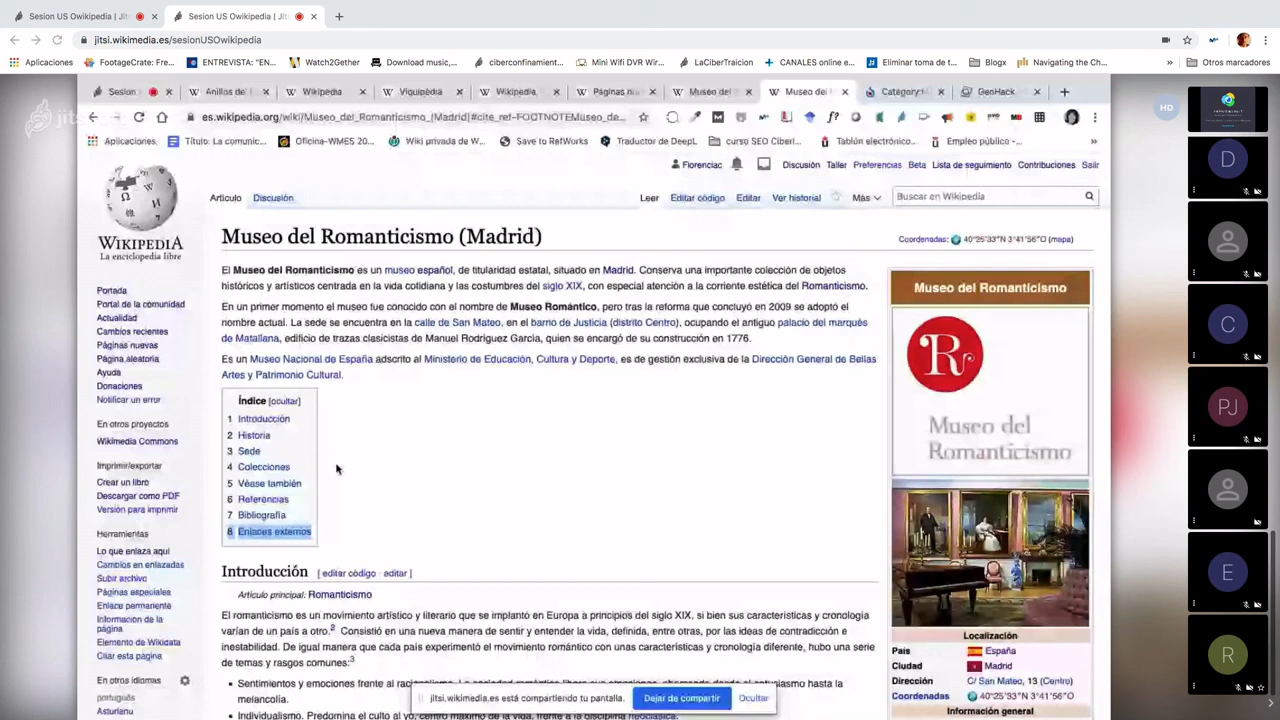 Sesion US Owikipedia | Jit
Sesion US Owikipedia | Jit
jitsi.wikimedia.es/sesionUSOwikipedia
Aplicaciones FootageCrate: Fre... ENTREVISTA: "EN... Watch2Gether Download music,... ciberconfinamien... Mini Wifi DVR Wir... LaCiberTraicion CANALES online e... Eliminar toma de t... Blogx Navigating the Ch... » Otros marcadores
Sesion Anillos del Wikipedia Viquipèdia Wikipedia, Páginas nue Museo del Museo del Category: GenHack
es.wikipedia.org/wiki/Museo_del_Romanticismo_(Madrid)#cite_ref-FOOTNOTEMuseo_de...
Aplicaciones Título: La comunic... Oficina-WMES 20... Wiki privada de W... Save to RefWorks Traductor de DeepL curso SEO Ciberl... Tablón electrónico... Empleo público -... »
Florenciac Discusión Taller Preferencias Beta Lista de seguimiento Contribuciones Salir
Artículo Discusión Leer Editar código Editar Ver historial Más Buscar en Wikipedia
WIKIPEDIA
La enciclopedia libre
Portada
Portal de la comunidad
Actualidad
Cambios recientes
Páginas nuevas
Página aleatoria
Ayuda
Donaciones
Notificar un error
En otros proyectos
Wikimedia Commons
Imprimir/exportar
Crear un libro
Descargar como PDF
Versión para imprimir
Herramientas
Lo que enlaza aquí
Cambios en enlazadas
Subir archivo
Páginas especiales
Enlace permanente
Información de la
página
Elemento de Wikidata
Citar esta página
En otros idiomas
português
Asturianu
Museo del Romanticismo (Madrid)
Coordenadas: 40°25′33″N 3°41′56″O (mapa)
El Museo del Romanticismo es un museo español, de titularidad estatal, situado en Madrid. Conserva una importante colección de objetos
históricos y artísticos centrada en la vida cotidiana y las costumbres del siglo XIX, con especial atención a la corriente estética del Romanticismo.
En un primer momento el museo fue conocido con el nombre de Museo Romántico, pero tras la reforma que concluyó en 2009 se adoptó el
nombre actual. La sede se encuentra en la calle de San Mateo, en el barrio de Justicia (distrito Centro), ocupando el antiguo palacio del marqués
de Matallana, edificio de trazas clasicistas de Manuel Rodríguez García, quien se encargó de su construcción en 1776.
Es un Museo Nacional de España adscrito al Ministerio de Educación, Cultura y Deporte, es de gestión exclusiva de la Dirección General de Bellas
Artes y Patrimonio Cultural.
Índice [ocultar]
1 Introducción
2 Historia
3 Sede
4 Colecciones
5 Véase también
6 Referencias
7 Bibliografía
8 Enlaces externos
Introducción [ editar código · editar ]
Artículo principal: Romanticismo
El romanticismo es un movimiento artístico y literario que se implantó en Europa a principios del siglo XIX, si bien sus características y cronología
varían de un país a otro.2 Consistió en una nueva manera de sentir y entender la vida, definida, entre otras, por las ideas de contradicción e
inestabilidad. De igual manera que cada país experimentó el movimiento romántico con unas características y cronología diferente, hubo una serie
de temas y rasgos comunes:3
• Sentimientos y emociones frente al
melancolía.
• Individualismo. Predomina el culto al yo, centro máximo de la vida, frente a la disciplina neoclásica.
Museo del Romanticismo
R
Museo del
Romanticismo
Localización
País España
Ciudad Madrid
Dirección C/ San Mateo, 13 (Centro)
Coordenadas 40°25′33″N 3°41′56″O
Información general
jitsi.wikimedia.es está compartiendo tu pantalla. Dejar de compartir Ocultar
HD
D
C
PJ
E
R